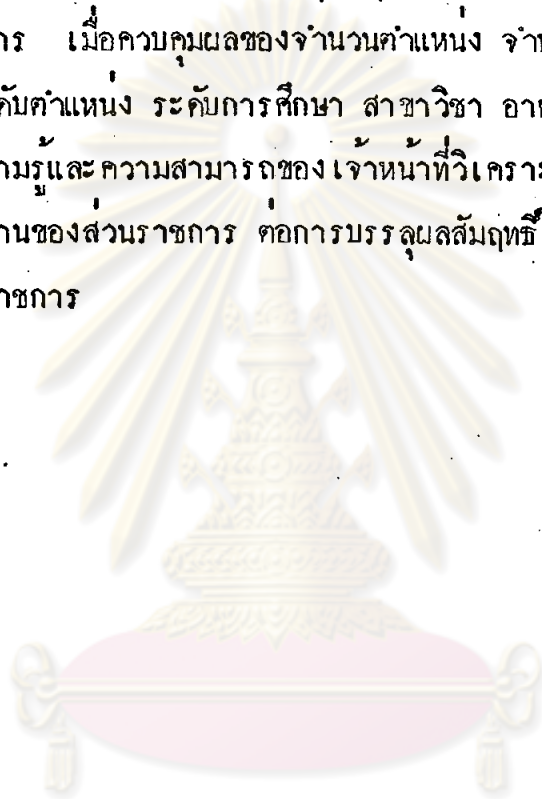 าร เมื่อควบคุมผลของจำนวนตำแหน่ง จำน
ดับตำแหน่ง ระดับการศึกษา สาขาวิชา อาย
ามรู้และความสามารถของเจ้าหน้าที่วิเคราะ
านของส่วนราชการ ต่อการบรรลุผลสัมฤทธิ์
าชการ